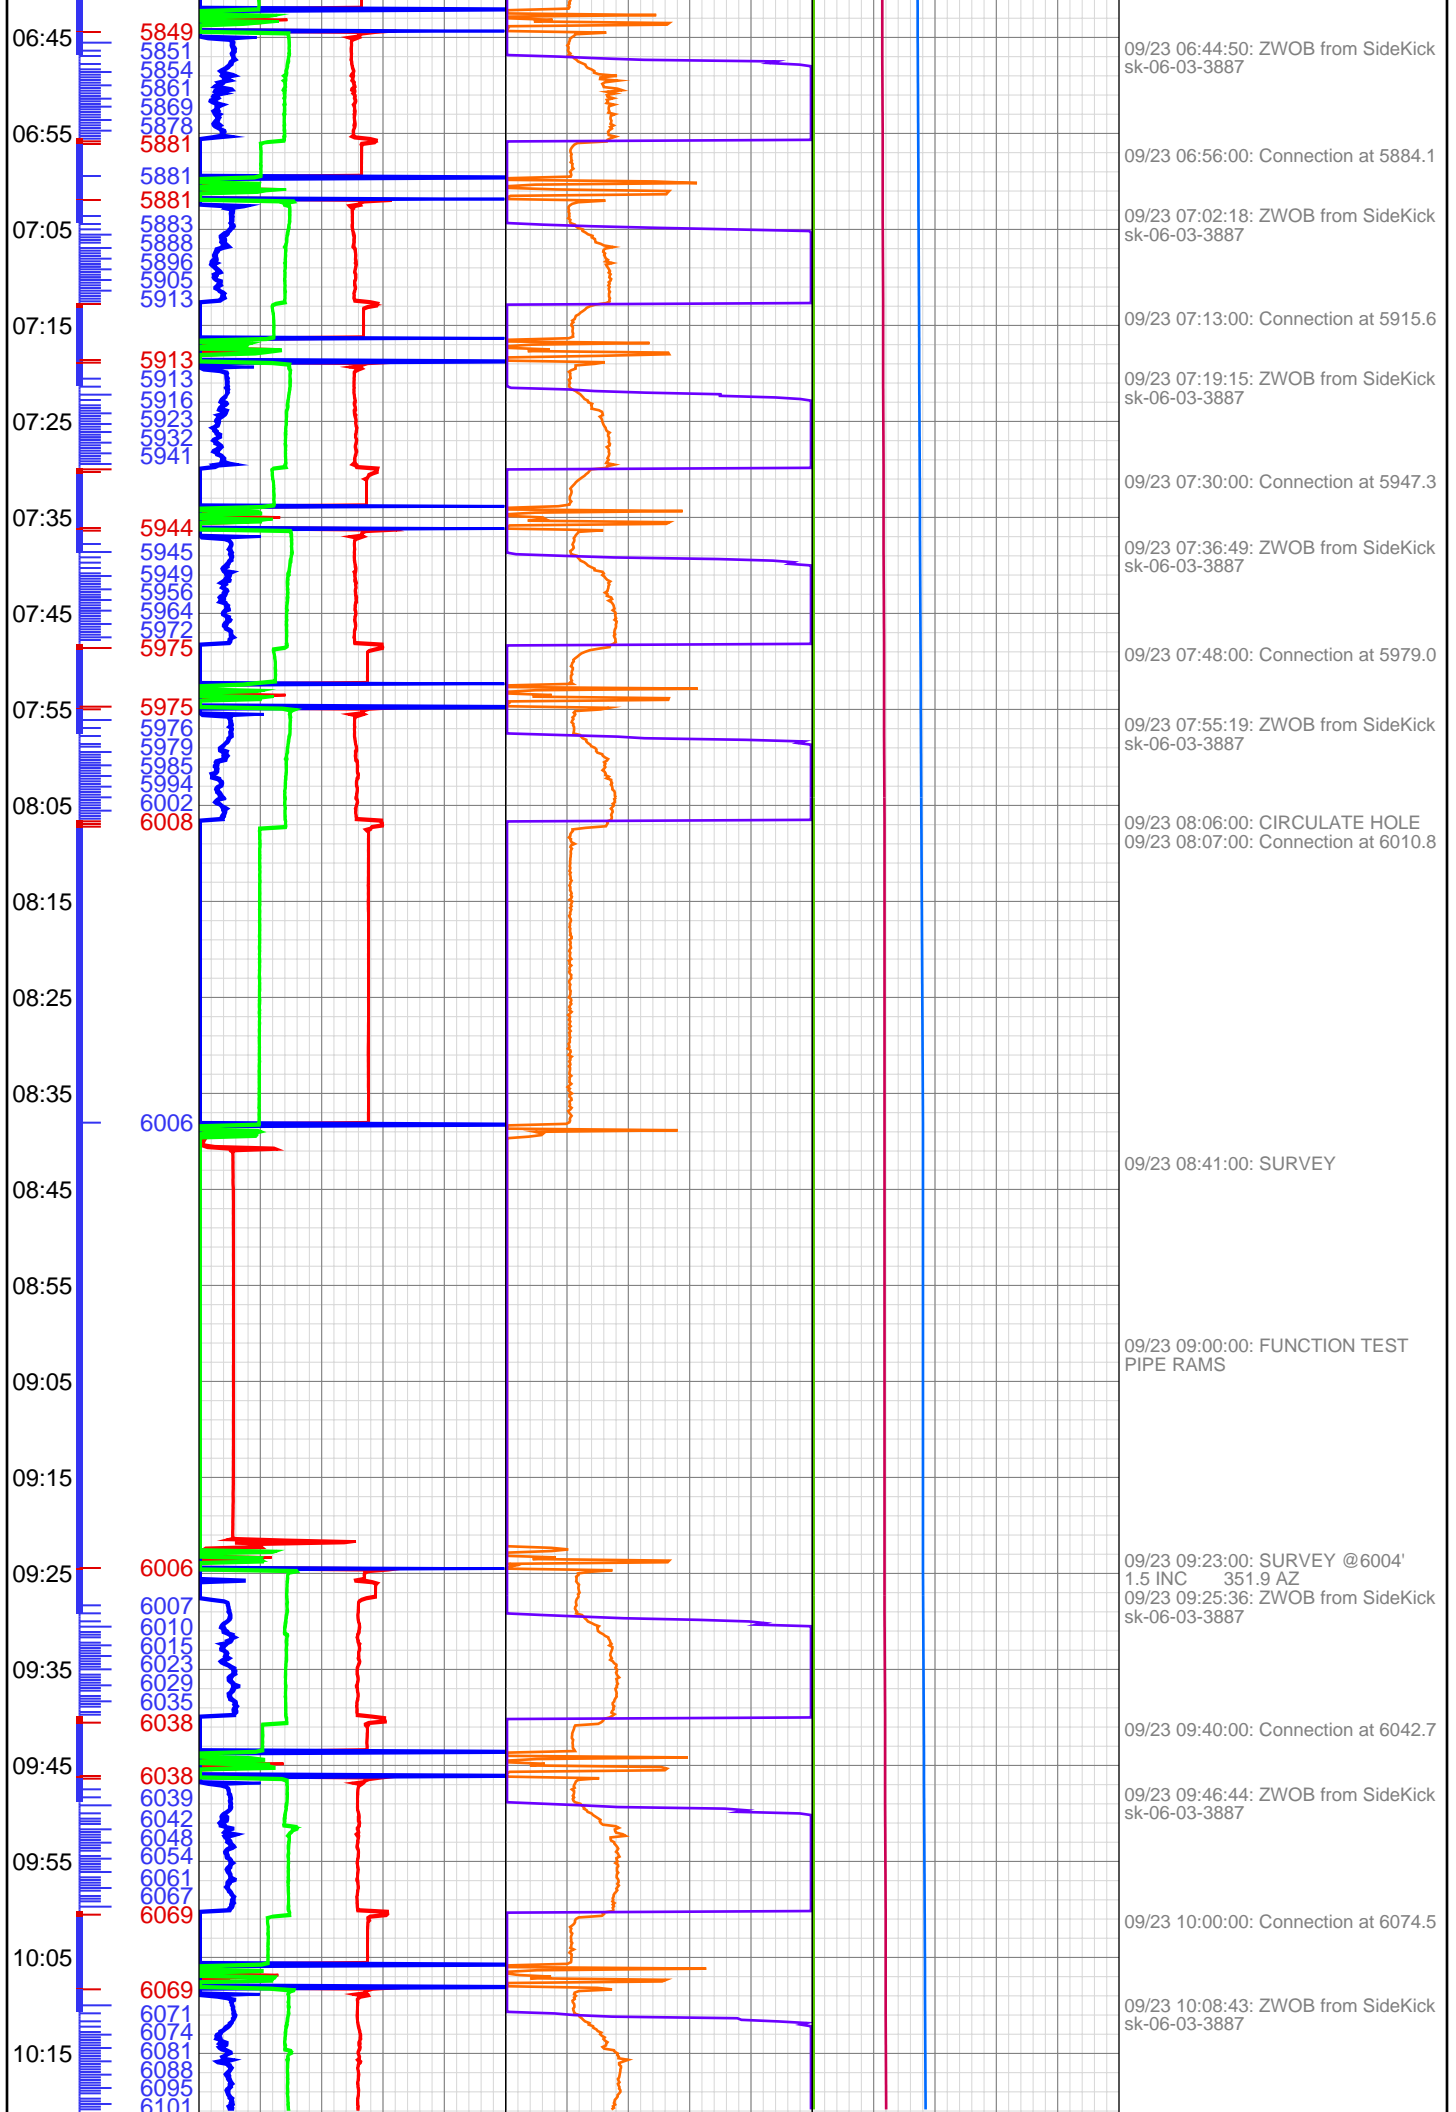 06:45
5849
5851
5854
5861
5869
5878
09/23 06:44:50: ZWOB from SideKick
sk-06-03-3887
06:55
5881
09/23 06:56:00: Connection at 5884.1
5881
5881
09/23 07:02:18: ZWOB from SideKick
sk-06-03-3887
07:05
5883
5888
5896
5905
5913
07:15
09/23 07:13:00: Connection at 5915.6
5913
5913
5916
5923
5932
5941
09/23 07:19:15: ZWOB from SideKick
sk-06-03-3887
07:25
09/23 07:30:00: Connection at 5947.3
07:35
5944
5945
5949
5956
5964
5972
09/23 07:36:49: ZWOB from SideKick
sk-06-03-3887
07:45
5975
09/23 07:48:00: Connection at 5979.0
07:55
5975
5976
5979
5985
5994
6002
09/23 07:55:19: ZWOB from SideKick
sk-06-03-3887
08:05
6008
09/23 08:06:00: CIRCULATE HOLE
09/23 08:07:00: Connection at 6010.8
08:15
08:25
08:35
6006
09/23 08:41:00: SURVEY
08:45
08:55
09/23 09:00:00: FUNCTION TEST
PIPE RAMS
09:05
09:15
09:25
6006
09/23 09:23:00: SURVEY @6004'
1.5 INC 351.9 AZ
09/23 09:25:36: ZWOB from SideKick
sk-06-03-3887
6007
6010
6015
6023
6029
6035
09:35
6038
09/23 09:40:00: Connection at 6042.7
09:45
6038
6039
6042
6048
6054
6061
6067
09/23 09:46:44: ZWOB from SideKick
sk-06-03-3887
09:55
6069
09/23 10:00:00: Connection at 6074.5
10:05
6069
6071
6074
6081
6088
6095
6101
09/23 10:08:43: ZWOB from SideKick
sk-06-03-3887
10:15